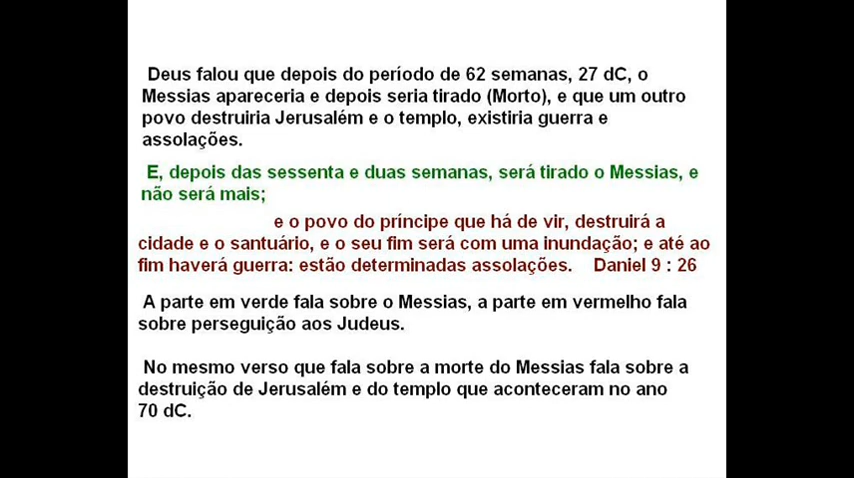 Deus falou que depois do período de 62 semanas, 27 dC, o
Messias apareceria e depois seria tirado (Morto), e que um outro
povo destruiria Jerusalém e o templo, existiria guerra e
assolações.
E, depois das sessenta e duas semanas, será tirado o Messias, e
não será mais;
e o povo do príncipe que há de vir, destruirá a
cidade e o santuário, e o seu fim será com uma inundação; e até ao
fim haverá guerra: estão determinadas assolações. Daniel 9 : 26
A parte em verde fala sobre o Messias, a parte em vermelho fala
sobre perseguição aos Judeus.
No mesmo verso que fala sobre a morte do Messias fala sobre a
destruição de Jerusalém e do templo que aconteceram no ano
70 dC.